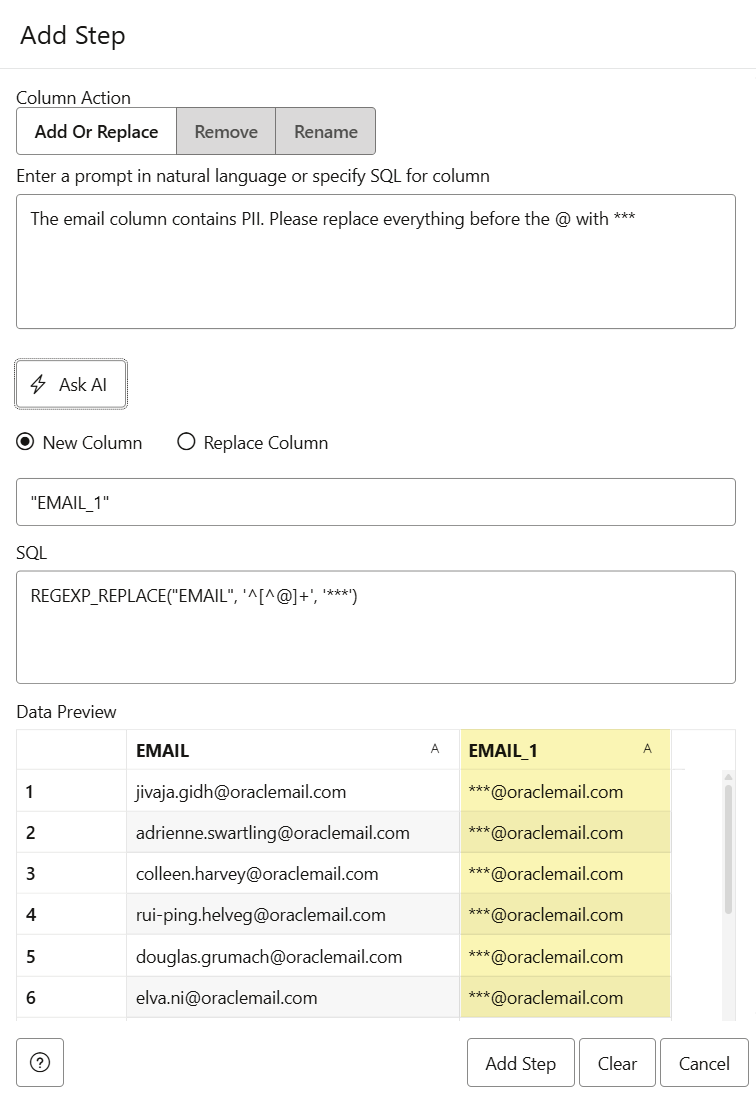 Add Step
Column Action
Add Or Replace Remove Rename
Enter a prompt in natural language or specify SQL for column
The email column contains PII. Please replace everything before the @ with ***
Ask AI
New Column Replace Column
"EMAIL_1"
SQL
REGEXP_REPLACE("EMAIL", '^[^@]+', '***')
Data Preview
EMAIL A EMAIL_1 A
1 jivaja.gidh@oraclemail.com ***@oraclemail.com
2 adrienne.swartling@oraclemail.com ***@oraclemail.com
3 colleen.harvey@oraclemail.com ***@oraclemail.com
4 rui-ping.helveg@oraclemail.com ***@oraclemail.com
5 douglas.grumach@oraclemail.com ***@oraclemail.com
6 elva.ni@oraclemail.com ***@oraclemail.com
? Add Step Clear Cancel